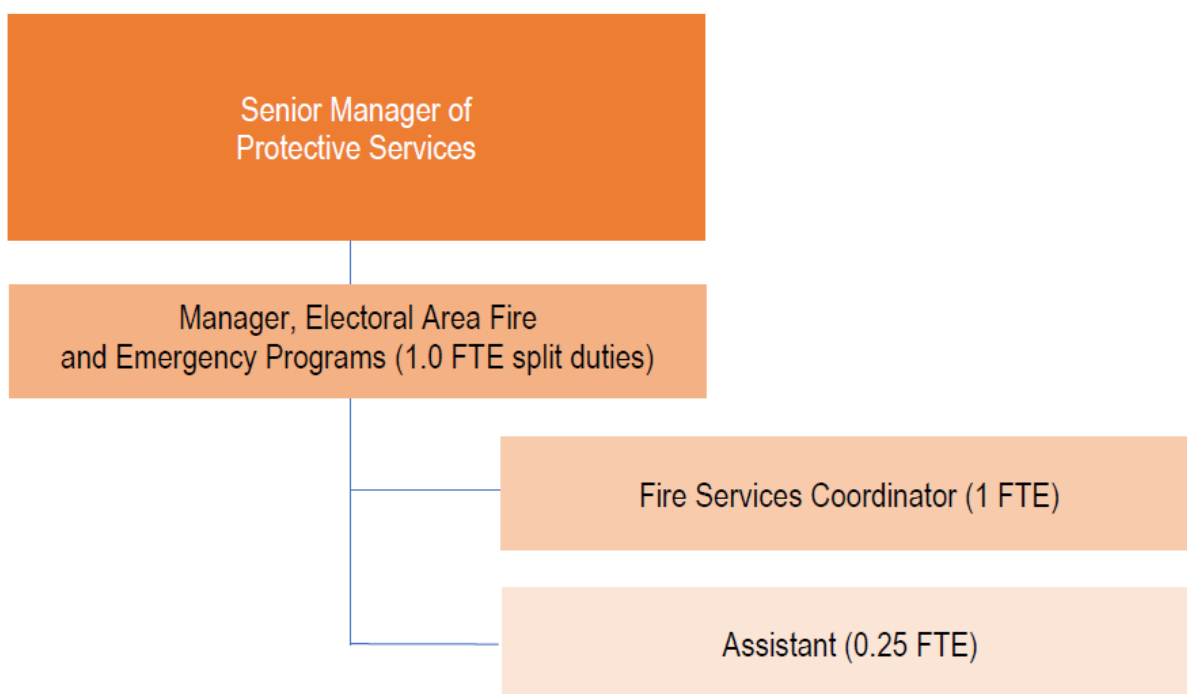 Senior Manager of
Protective Services
Manager, Electoral Area Fire
and Emergency Programs (1.0 FTE split duties)
Fire Services Coordinator (1 FTE)
Assistant (0.25 FTE)